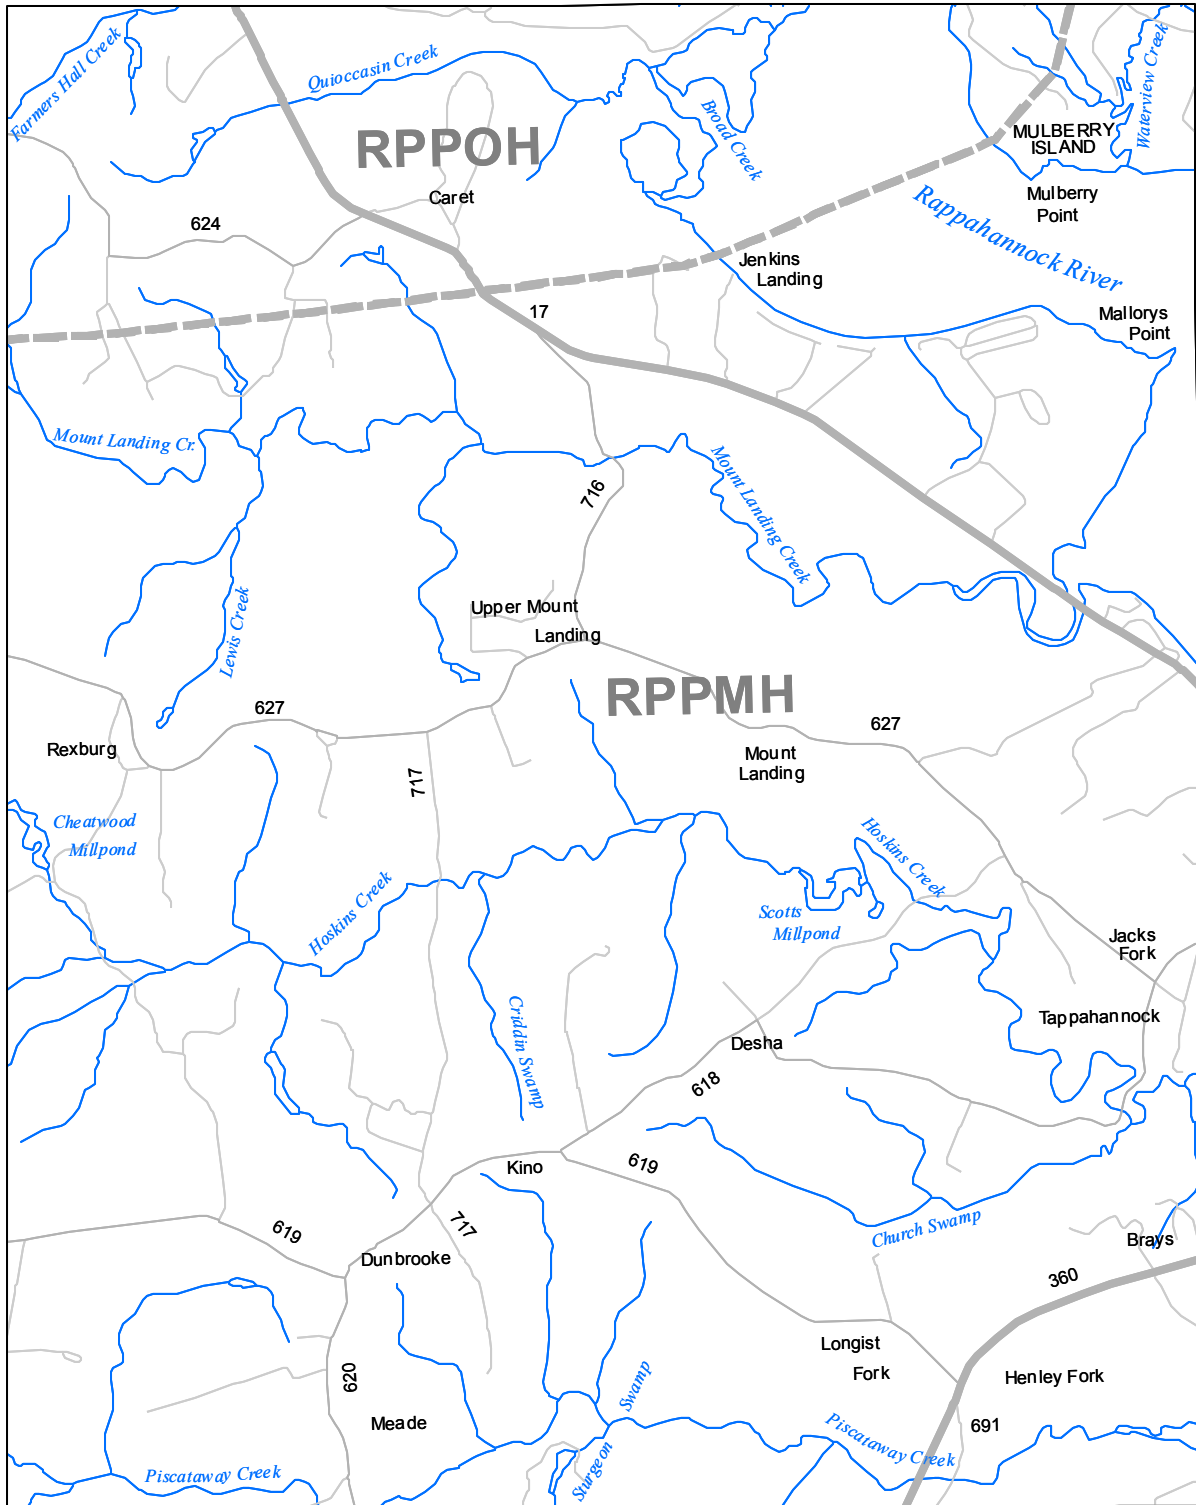 Farmers Hall Creek
Quioccasin Creek
Broad Creek
Waterview Creek
MULBERRY
ISLAND
RPPOH
Caret
Mulberry
Point
624
Rappahannock River
Jenkins
Landing
17
Mallorys
Point
Mount Landing Cr.
Mount Landing Creek
716
Lewis Creek
Upper Mount
Landing
RPPMH
627
627
Rexburg
Mount
Landing
717
Cheatwood
Millpond
Hoskins Creek
Hoskins Creek
Scotts
Millpond
Jacks
Fork
Criddin Swamp
Tappahannock
Desha
618
Kino
619
619
717
Church Swamp
Brays
Dunbrooke
360
Longist
Fork
620
Swamp
Henley Fork
Meade
691
Piscataway Creek
Piscataway Creek
Sturgeon